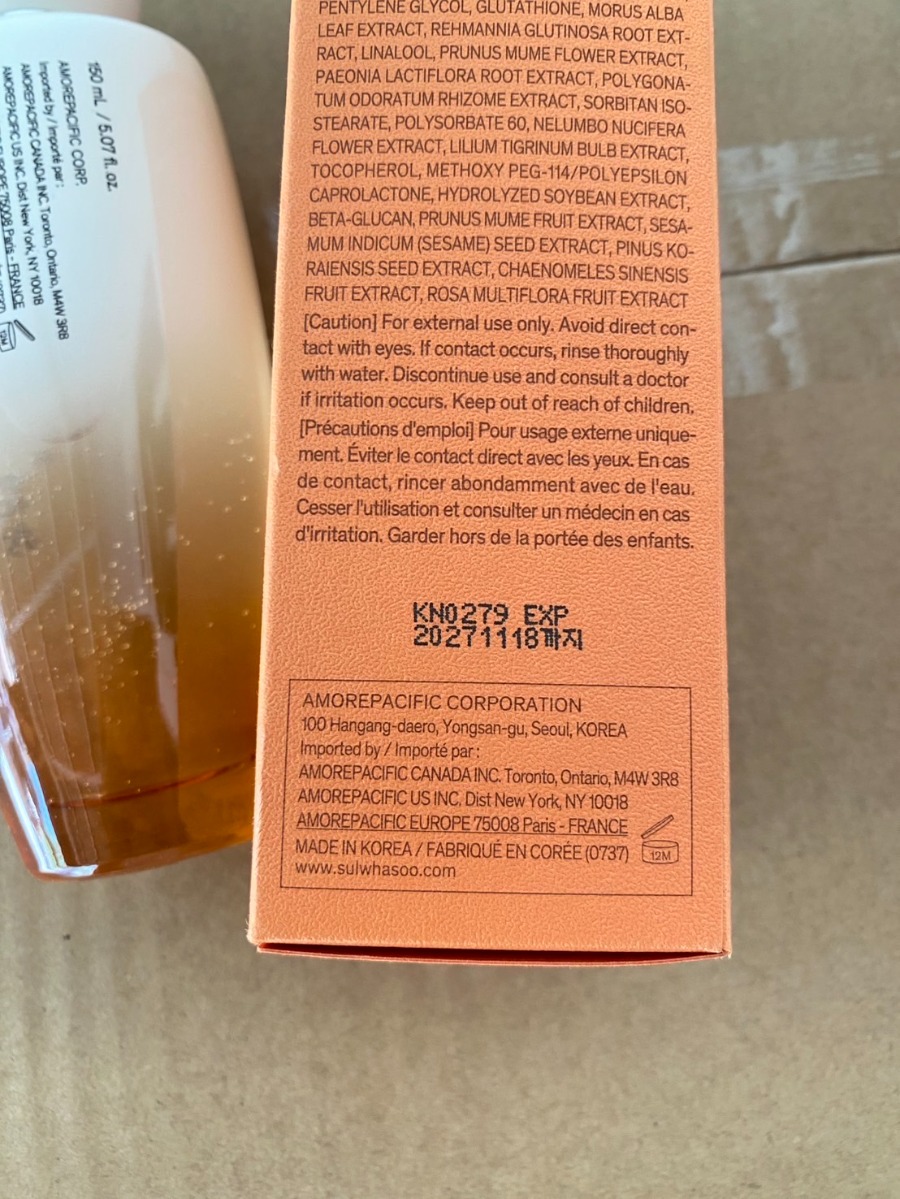 150 mL / 5.07 fl. oz.
AMOREPACIFIC CORP.
Imported by / Importé par :
AMOREPACIFIC CANADA INC. Toronto, Ontario, M4W 3R8
AMOREPACIFIC US INC. Dist New York, NY 10018
EUROPE 75008 Paris - FRANCE
12M
PENTYLENE GLYCOL, GLUTATHIONE, MORUS ALBA
LEAF EXTRACT, REHMANNIA GLUTINOSA ROOT EXT-
RACT, LINALOOL, PRUNUS MUME FLOWER EXTRACT,
PAEONIA LACTIFLORA ROOT EXTRACT, POLYGONA-
TUM ODORATUM RHIZOME EXTRACT, SORBITAN ISO-
STEARATE, POLYSORBATE 60, NELUMBO NUCIFERA
FLOWER EXTRACT, LILIUM TIGRINUM BULB EXTRACT,
TOCOPHEROL, METHOXY PEG-114/POLYEPSILON
CAPROLACTONE, HYDROLYZED SOYBEAN EXTRACT,
BETA-GLUCAN, PRUNUS MUME FRUIT EXTRACT, SESA-
MUM INDICUM (SESAME) SEED EXTRACT, PINUS KO-
RAIENSIS SEED EXTRACT, CHAENOMELES SINENSIS
FRUIT EXTRACT, ROSA MULTIFLORA FRUIT EXTRACT
[Caution] For external use only. Avoid direct con-
tact with eyes. If contact occurs, rinse thoroughly
with water. Discontinue use and consult a doctor
if irritation occurs. Keep out of reach of children.
[Précautions d'emploi] Pour usage externe unique-
ment. Éviter le contact direct avec les yeux. En cas
de contact, rincer abondamment avec de l'eau.
Cesser l'utilisation et consulter un médecin en cas
d'irritation. Garder hors de la portée des enfants.
KN0279 EXP
20271118까지
AMOREPACIFIC CORPORATION
100 Hangang-daero, Yongsan-gu, Seoul, KOREA
Imported by / Importé par :
AMOREPACIFIC CANADA INC. Toronto, Ontario, M4W 3R8
AMOREPACIFIC US INC. Dist New York, NY 10018
AMOREPACIFIC EUROPE 75008 Paris - FRANCE
MADE IN KOREA / FABRIQUÉ EN CORÉE (0737)
12M
www.sulwhasoo.com